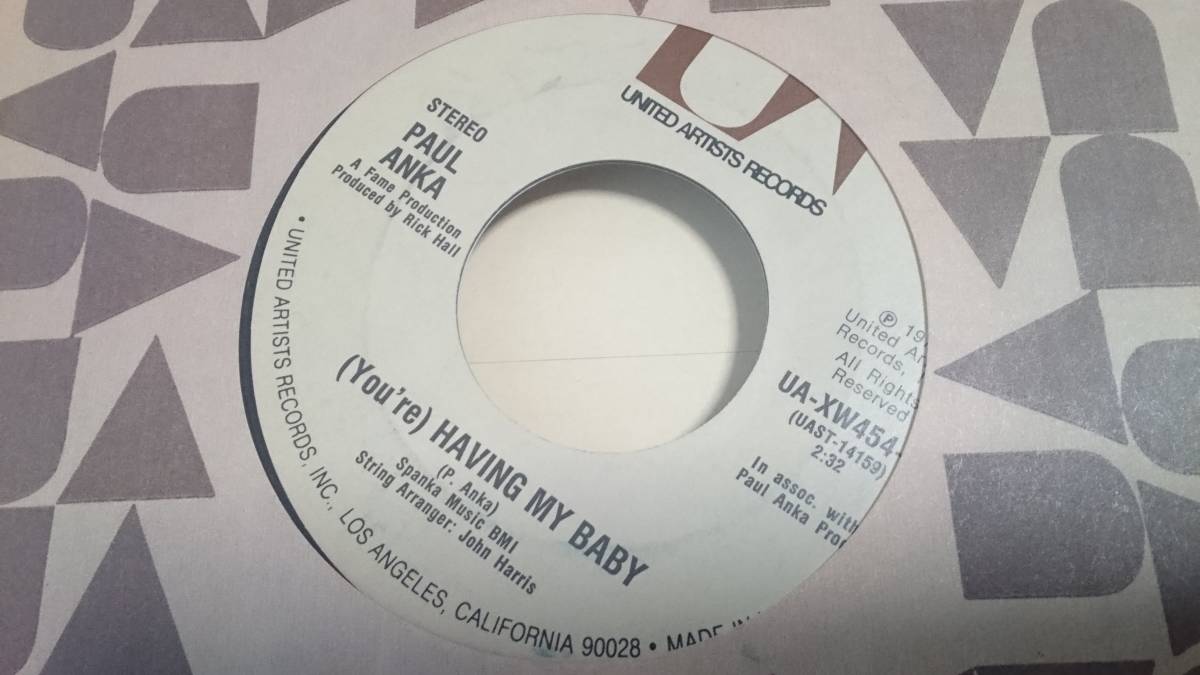 UA
UNITED ARTISTS RECORDS
STEREO
PAUL
ANKA
A Fame Production
Produced by Rick Hall
℗ 19
United Ar
Records,
All Rights
Reserved
UA-XW454-
(UAST-14159)
2:32
In assoc. with
Paul Anka Pro
(You're) HAVING MY BABY
(P. Anka)
Spanka Music BMI
String Arranger: John Harris
• UNITED ARTISTS RECORDS, INC., LOS ANGELES, CALIFORNIA 90028 • MADE IN